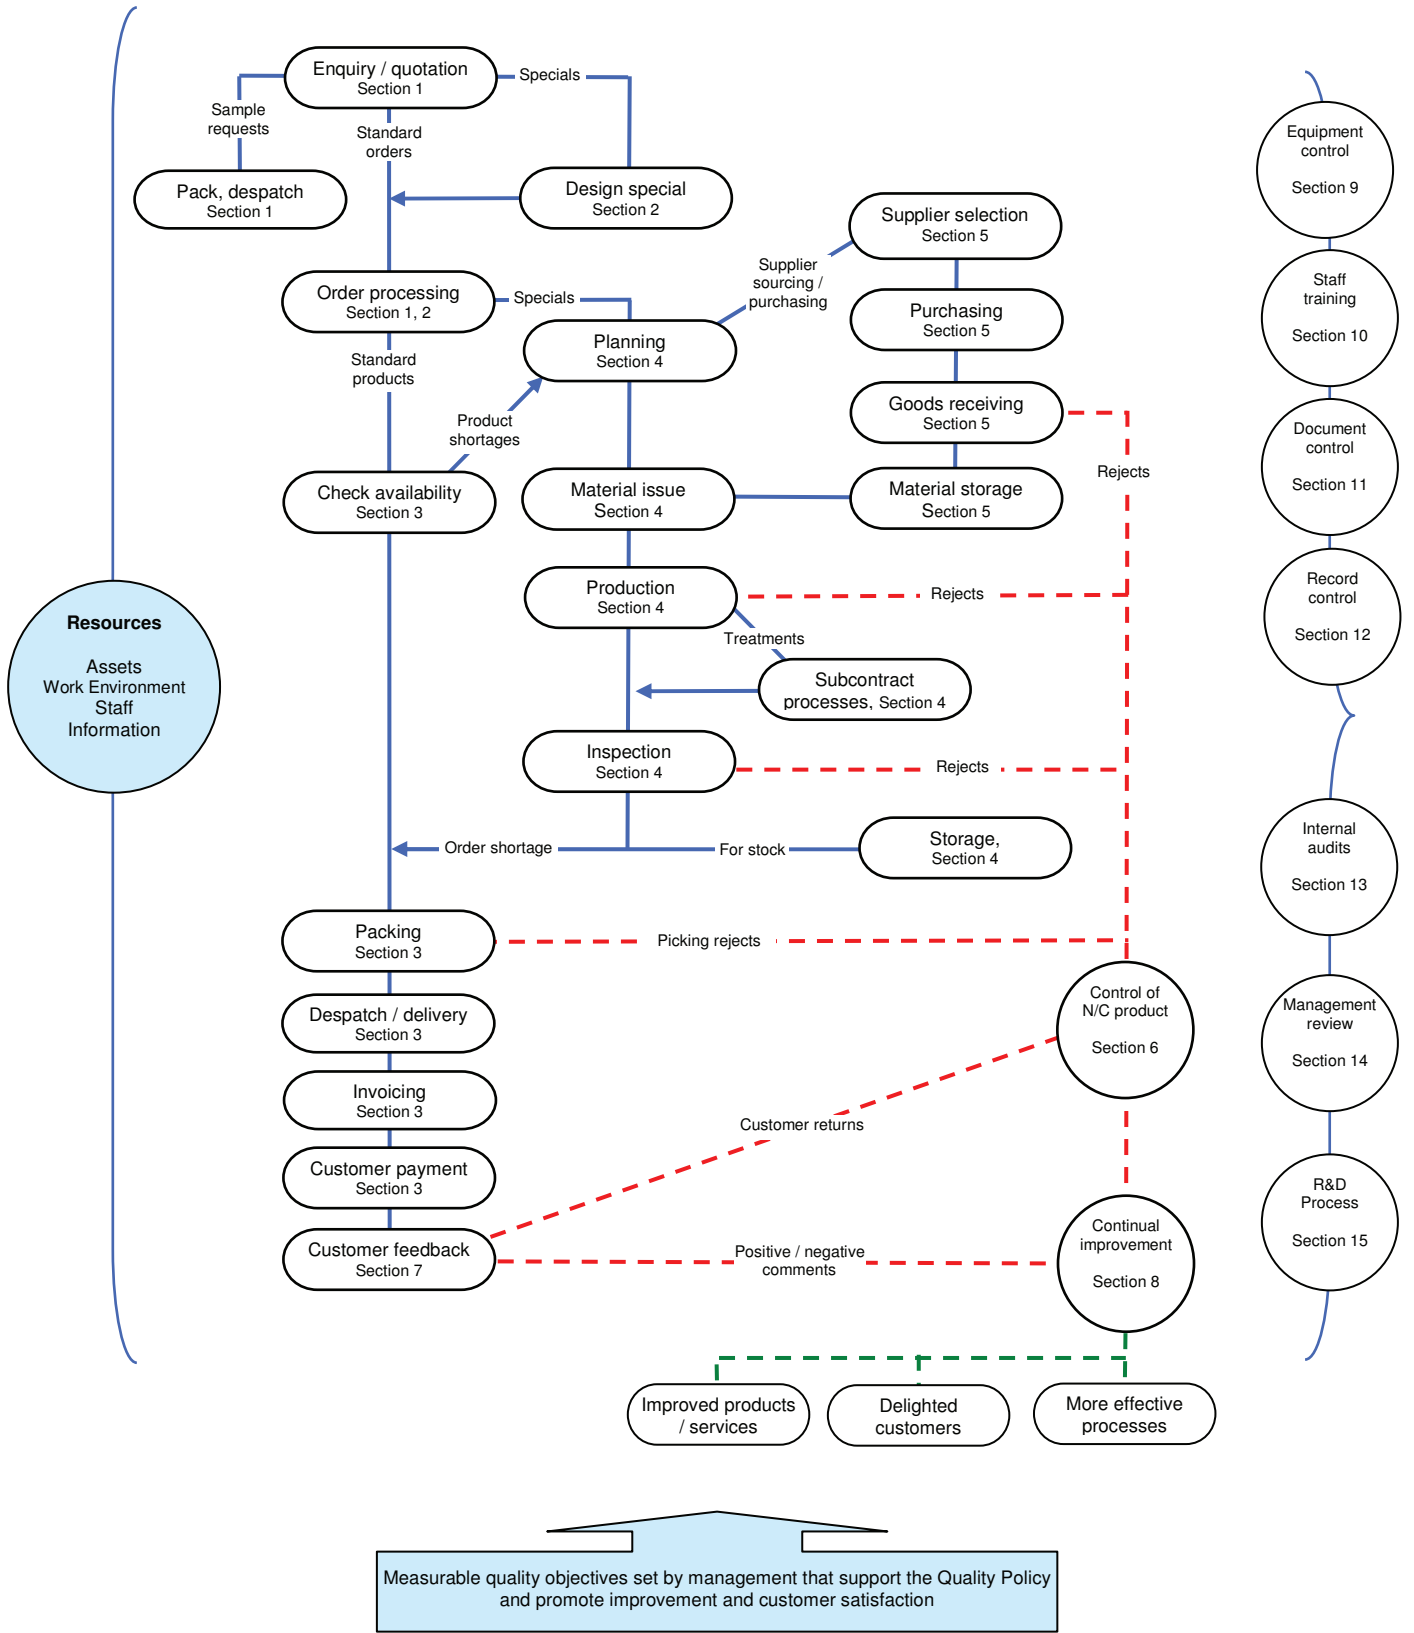 Enquiry / quotation
Section 1
Specials
Sample
requests
Standard
orders
Pack, despatch
Section 1
Design special
Section 2
Supplier selection
Section 5
Supplier
sourcing /
purchasing
Order processing
Section 1, 2
Specials
Purchasing
Section 5
Planning
Section 4
Standard
products
Product
shortages
Goods receiving
Section 5
Rejects
Check availability
Section 3
Material issue
Section 4
Material storage
Section 5
Production
Section 4
Rejects
Treatments
Subcontract
processes, Section 4
Inspection
Section 4
Rejects
Order shortage
For stock
Storage,
Section 4
Packing
Section 3
Picking rejects
Despatch / delivery
Section 3
Control of
N/C product
Section 6
Invoicing
Section 3
Customer returns
Customer payment
Section 3
Customer feedback
Section 7
Positive / negative
comments
Continual
improvement
Section 8
Improved products
/ services
Delighted
customers
More effective
processes
Resources
Assets
Work Environment
Staff
Information
Equipment
control
Section 9
Staff
training
Section 10
Document
control
Section 11
Record
control
Section 12
Internal
audits
Section 13
Management
review
Section 14
R&D
Process
Section 15
Measurable quality objectives set by management that support the Quality Policy
and promote improvement and customer satisfaction